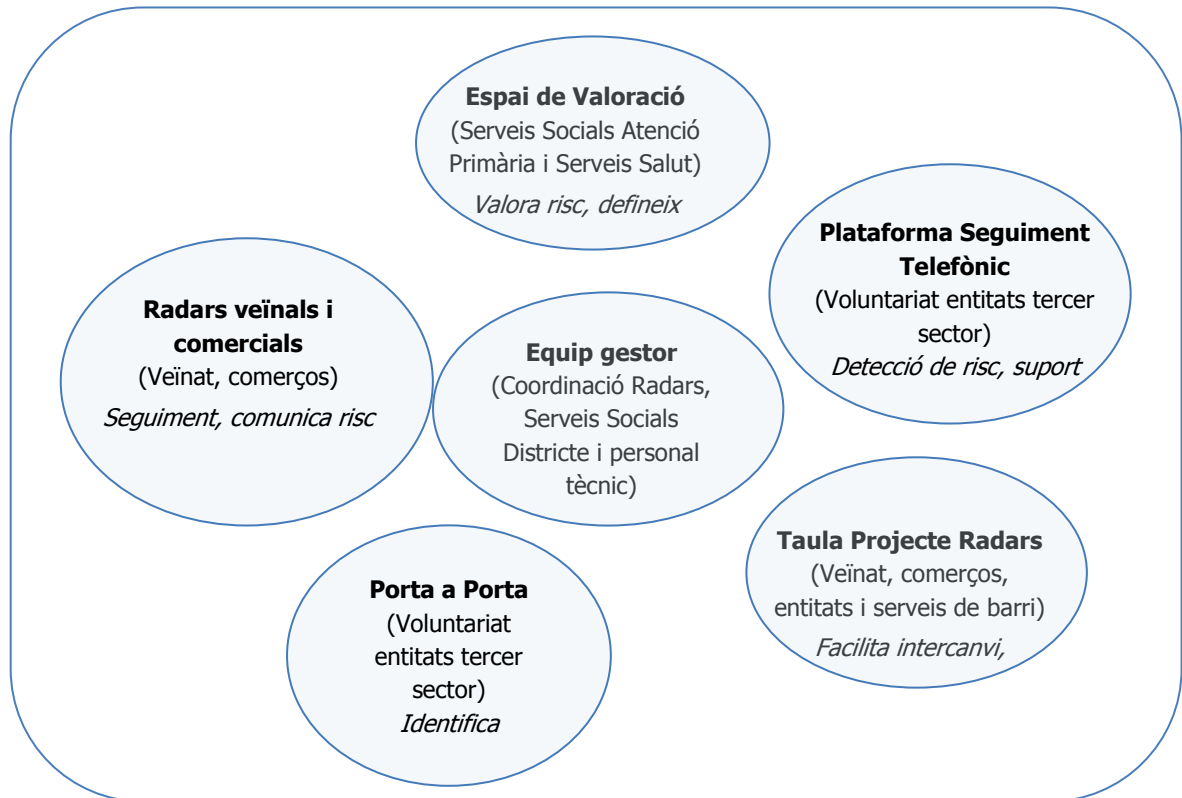 Espai de Valoració
(Serveis Socials Atenció
Primària i Serveis Salut)
Valora risc, defineix
Plataforma Seguiment
Telefònic
(Voluntariat entitats tercer
sector)
Detecció de risc, suport
Radars veïnals i
comercials
(Veïnat, comerços)
Seguiment, comunica risc
Equip gestor
(Coordinació Radars,
Serveis Socials
Districte i personal
tècnic)
Taula Projecte Radars
(Veïnat, comerços,
entitats i serveis de barri)
Facilita intercanvi,
Porta a Porta
(Voluntariat
entitats tercer
sector)
Identifica